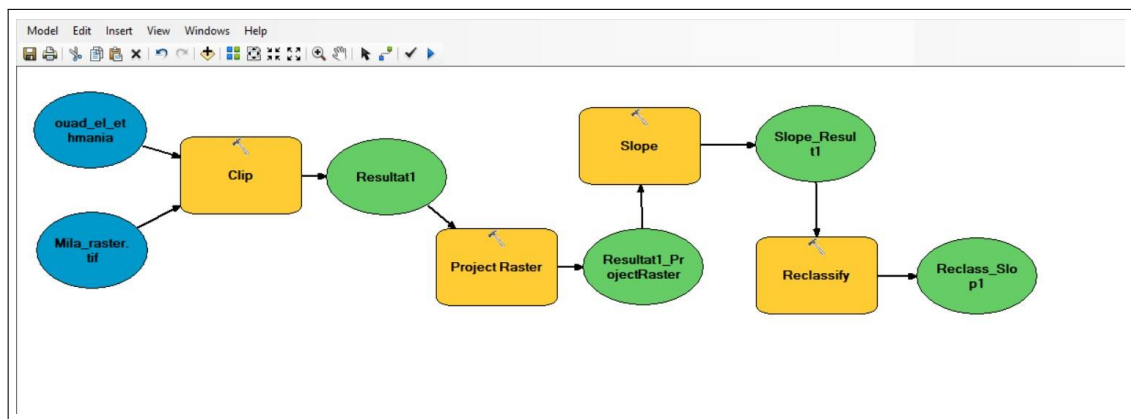 Model Edit Insert View Windows Help
ouad_el_et
hmania
Clip
Resultat1
Mila_raster.
tif
Project Raster
Resultat1_Pr
ojectRaster
Slope
Slope_Resul
t1
Reclassify
Reclass_Slo
p1